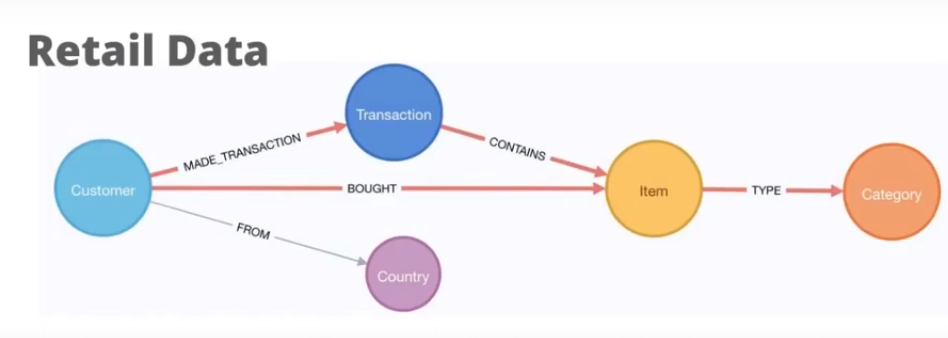 Retail Data
Transaction
MADE_TRANSACTION
CONTAINS
Customer
BOUGHT
Item
TYPE
Category
FROM
Country